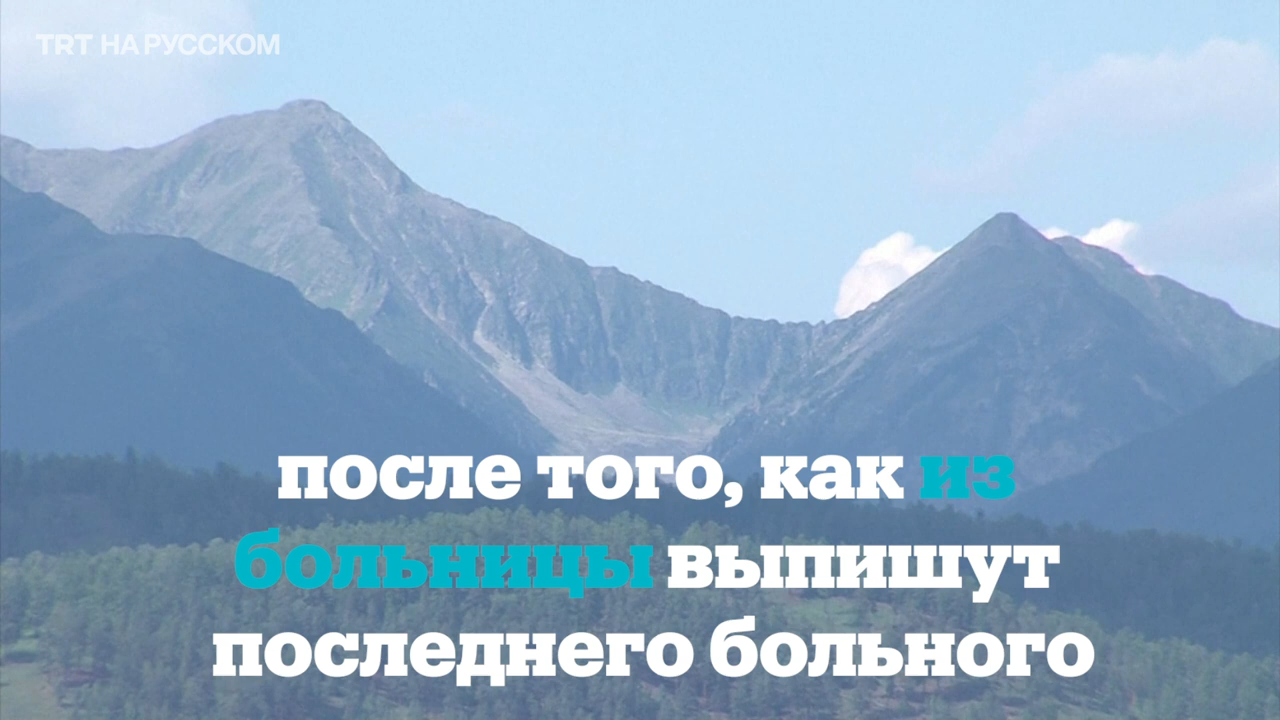 TRT НА РУССКОМ
после того, как из
больницы выпишут
последнего больного